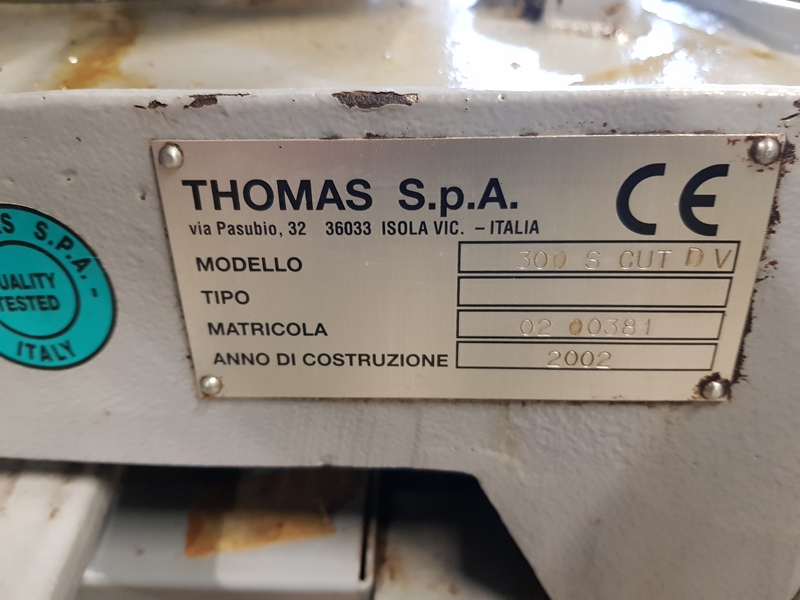 THOMAS S.p.A. CE
via Pasubio, 32 36033 ISOLA VIC. – ITALIA
MODELLO 300 S CUT D V
TIPO
MATRICOLA 02 00381
ANNO DI COSTRUZIONE 2002
S S.P.A. -
QUALITY
TESTED
ITALY